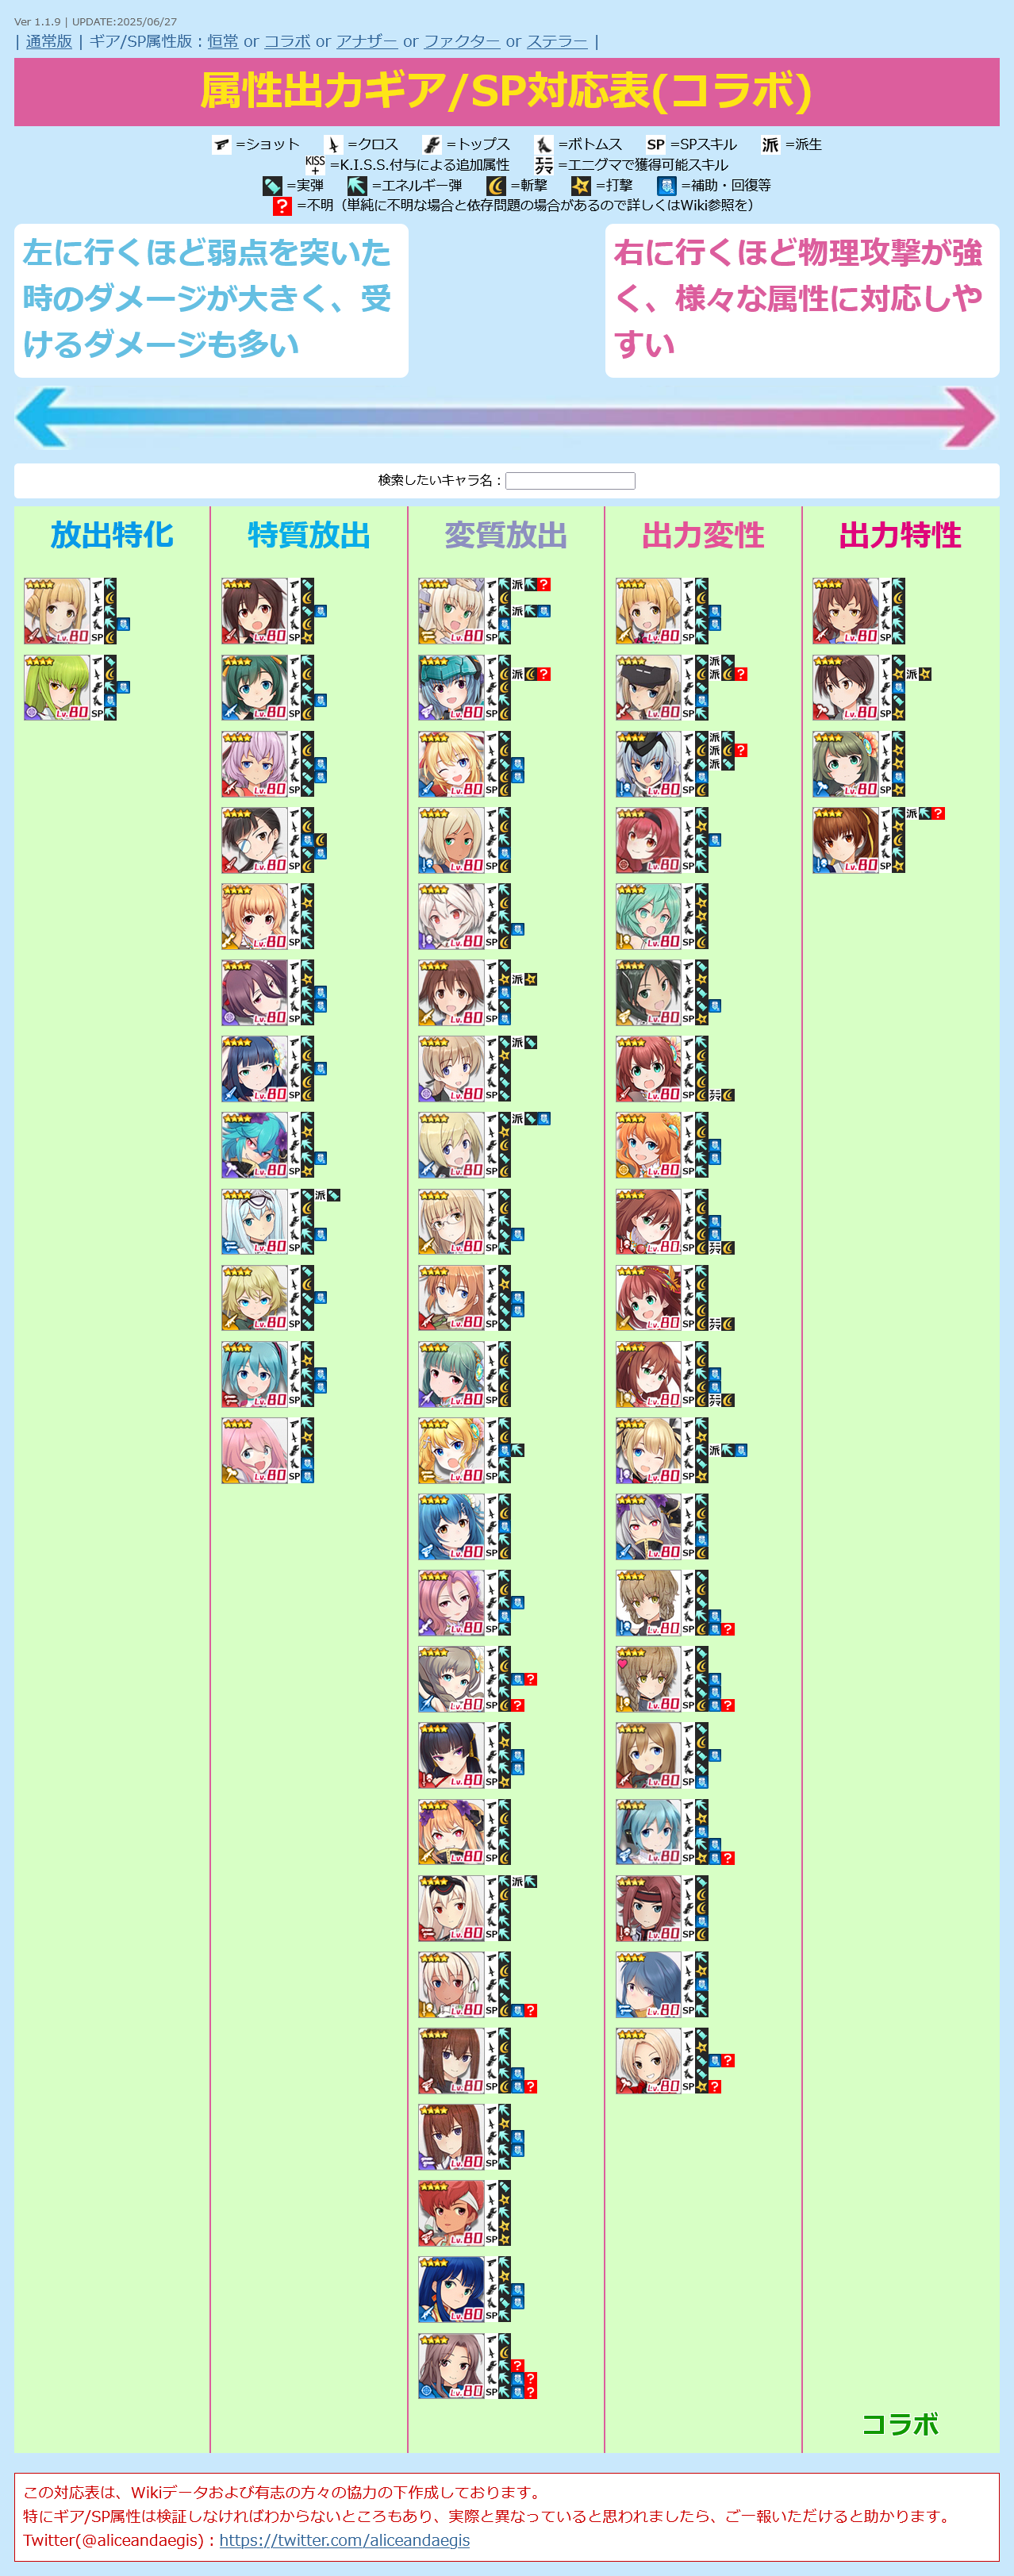 Ver 1.1.9 | UPDATE:2025/06/27
| 通常版 | ギア/SP属性版 : 恒常 or コラボ or アナザー or ファクター or ステラー |
属性出力ギア/SP対応表(コラボ)
=ショット =クロス =トップス =ボトムス SP =SPスキル 派 =派生
KISS+ =K.I.S.S.付与による追加属性 エニグマ =エニグマで獲得可能スキル
=実弾 =エネルギー弾 =斬撃 =打撃 =補助・回復等
? =不明（単純に不明な場合と依存問題の場合があるので詳しくはWiki参照を）
左に行くほど弱点を突いた
時のダメージが大きく、受
けるダメージも多い
右に行くほど物理攻撃が強
く、様々な属性に対応しや
すい
検索したいキャラ名 :
放出特化 特質放出 変質放出 出力変性 出力特性
コラボ
この対応表は、Wikiデータおよび有志の方々の協力の下作成しております。
特にギア/SP属性は検証しなければわからないところもあり、実際と異なっていると思われましたら、ご一報いただけると助かります。
Twitter(@aliceandaegis) : https://twitter.com/aliceandaegis